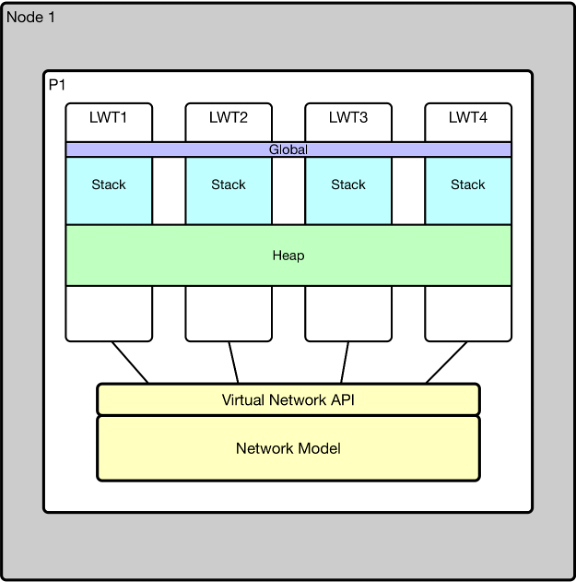 Node 1
P1
LWT1 LWT2 LWT3 LWT4
Global
Stack Stack Stack Stack
Heap
Virtual Network API
Network Model